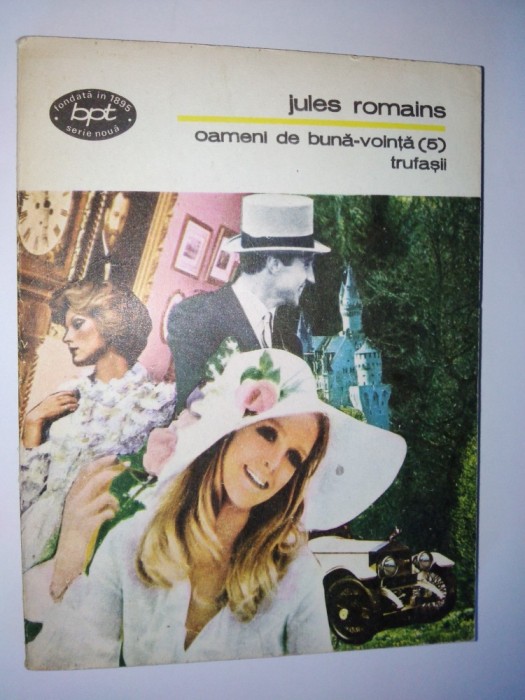 fondată în 1895
bpt
serie nouă
jules romains
oameni de bună-voință (5)
trufașii